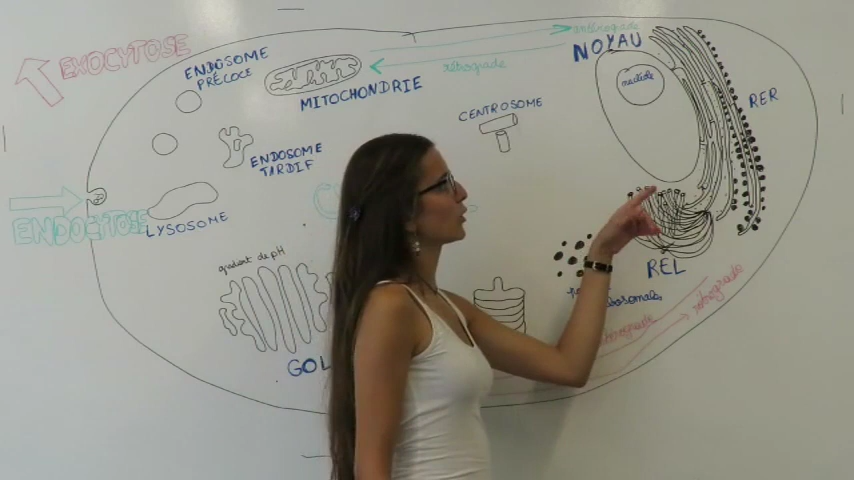 EXOCYTOSE
ENDOSOME
PRÉCOCE
MITOCHONDRIE
antérograde
rétrograde
NOYAU
nucléole
RER
CENTROSOME
ENDOSOME
TARDIF
ENDOCYTOSE
LYSOSOME
gradient de pH
GOL
REL
rétrograde